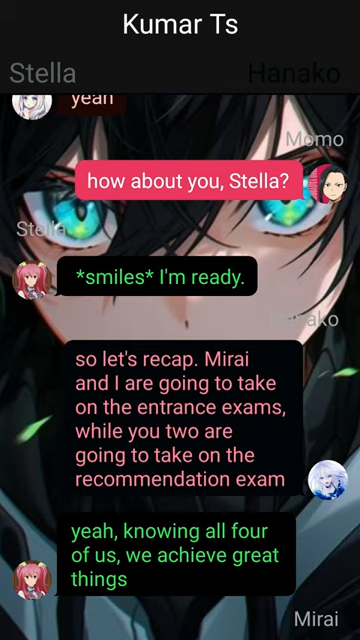 Kumar Ts
Stella
Hanako
yeah
Momo
how about you, Stella?
Stella
*smiles* I'm ready.
Hanako
so let's recap. Mirai
and I are going to take
on the entrance exams,
while you two are
going to take on the
recommendation exam
yeah, knowing all four
of us, we achieve great
things
Mirai